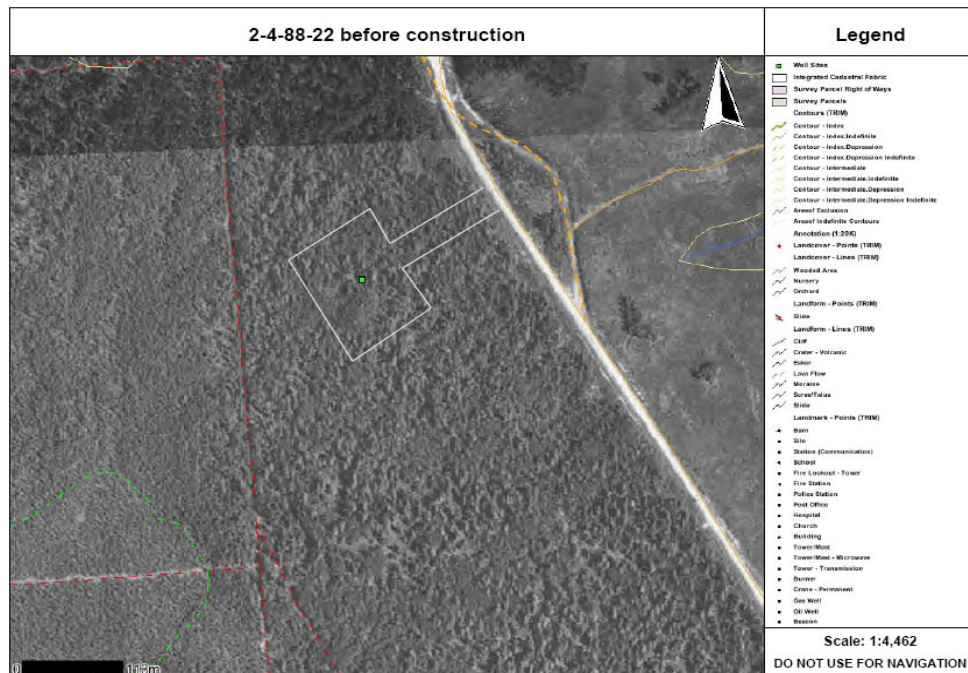 2-4-88-22 before construction
Legend
Well Sites
Integrated Cadastral Fabric
Survey Parcel Right of Ways
Survey Parcels
Contours (TRIM)
Contour - Index
Contour - Index.Indefinite
Contour - Index.Depression
Contour - Index.Depression Indefinite
Contour - Intermediate
Contour - Intermediate.Indefinite
Contour - Intermediate.Depression
Contour - Intermediate.Depression Indefinite
Area of Exclusion
Area of Indefinite Contours
Annotation (1:20K)
Landcover - Points (TRIM)
Landcover - Lines (TRIM)
Wooded Area
Nursery
Orchard
Landform - Points (TRIM)
Slide
Landform - Lines (TRIM)
Cliff
Crater - Volcanic
Esker
Lava Flow
Moraine
Scree/Talus
Slide
Landmark - Points (TRIM)
Barn
Silo
Station (Communication)
School
Fire Lookout - Tower
Fire Station
Police Station
Post Office
Hospital
Church
Building
Tower/Mast
Tower/Mast - Microwave
Tower - Transmission
Burner
Crane - Permanent
Gas Well
Oil Well
Beacon
0
Scale: 1:4,462
DO NOT USE FOR NAVIGATION